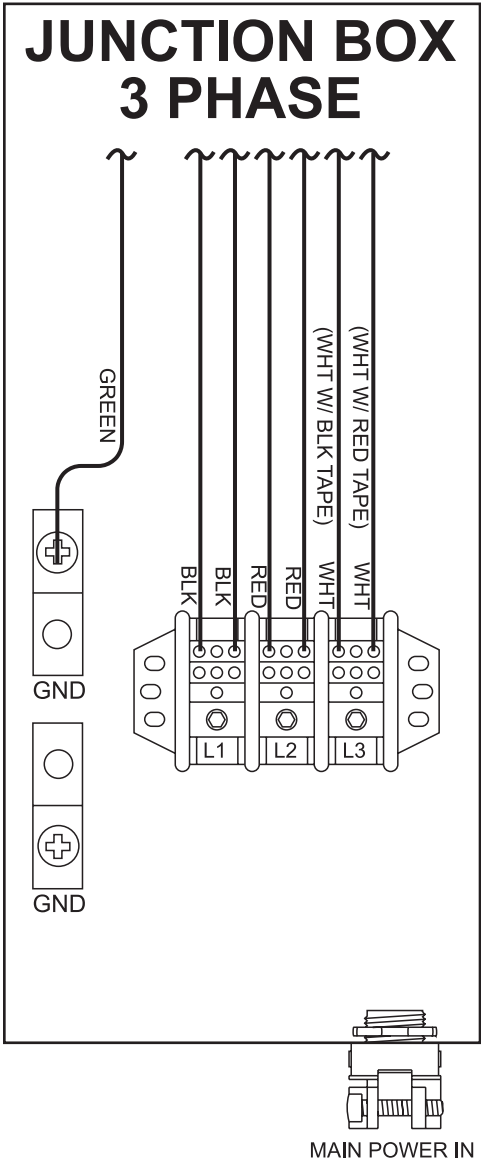 JUNCTION BOX
3 PHASE
GREEN
(WHT W/ BLK TAPE)
(WHT W/ RED TAPE)
BLK
BLK
RED
RED
WHT
WHT
GND
L1
L2
L3
GND
MAIN POWER IN